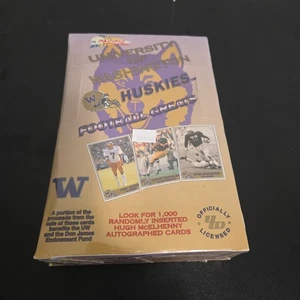 UNIVERSITY
OF
WASHINGTON
HUSKIES
W
FOOTBALL GREATS
W
A portion of the
proceeds from the
sale of these cards
benefits the UW
and the Don James
Endowment Fund
LOOK FOR 1,000
RANDOMLY INSERTED
HUGH McELHENNY
AUTOGRAPHED CARDS
OFFICIALLY
LICENSED